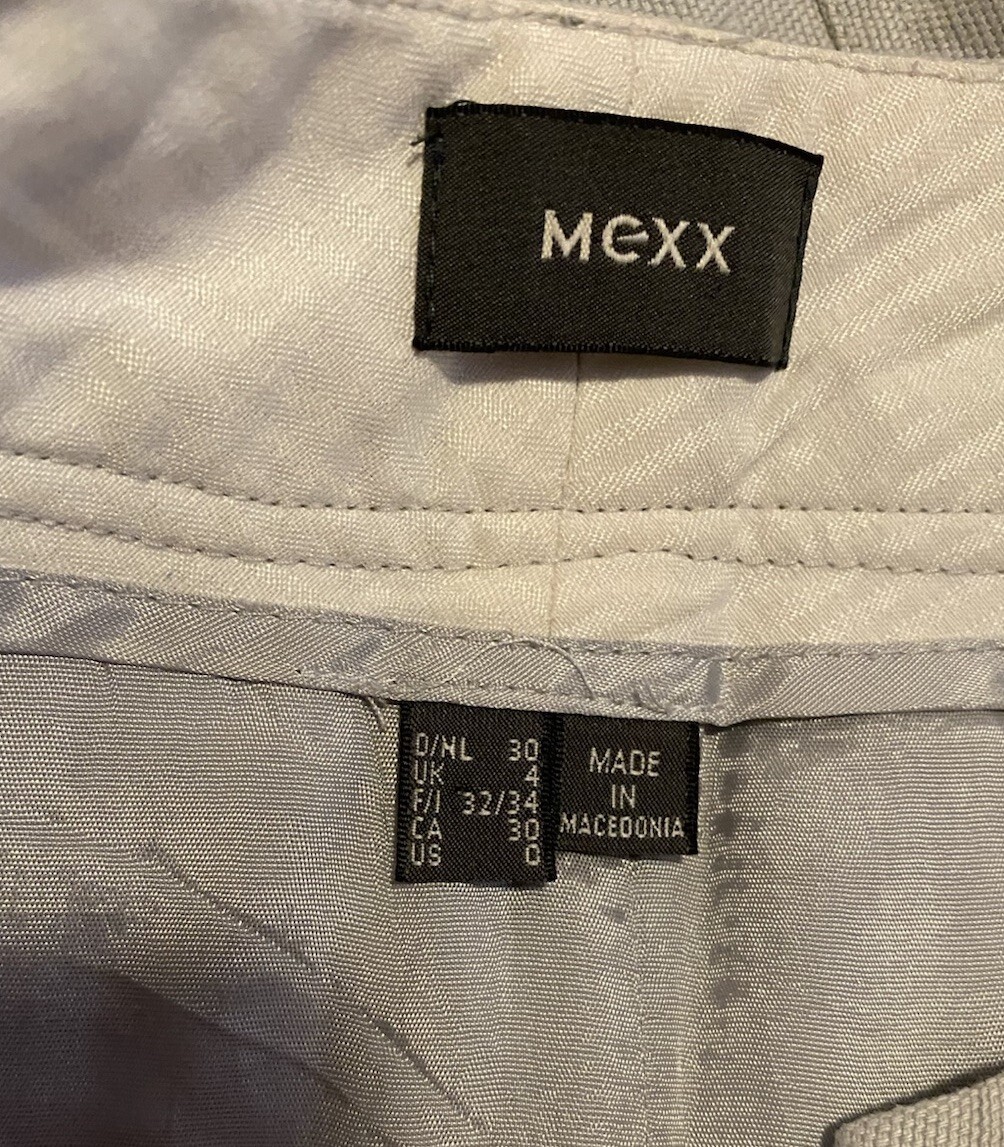 MeXX
D/NL 30
UK 4
F/I 32/34
CA 30
US 0
MADE
IN
MACEDONIA